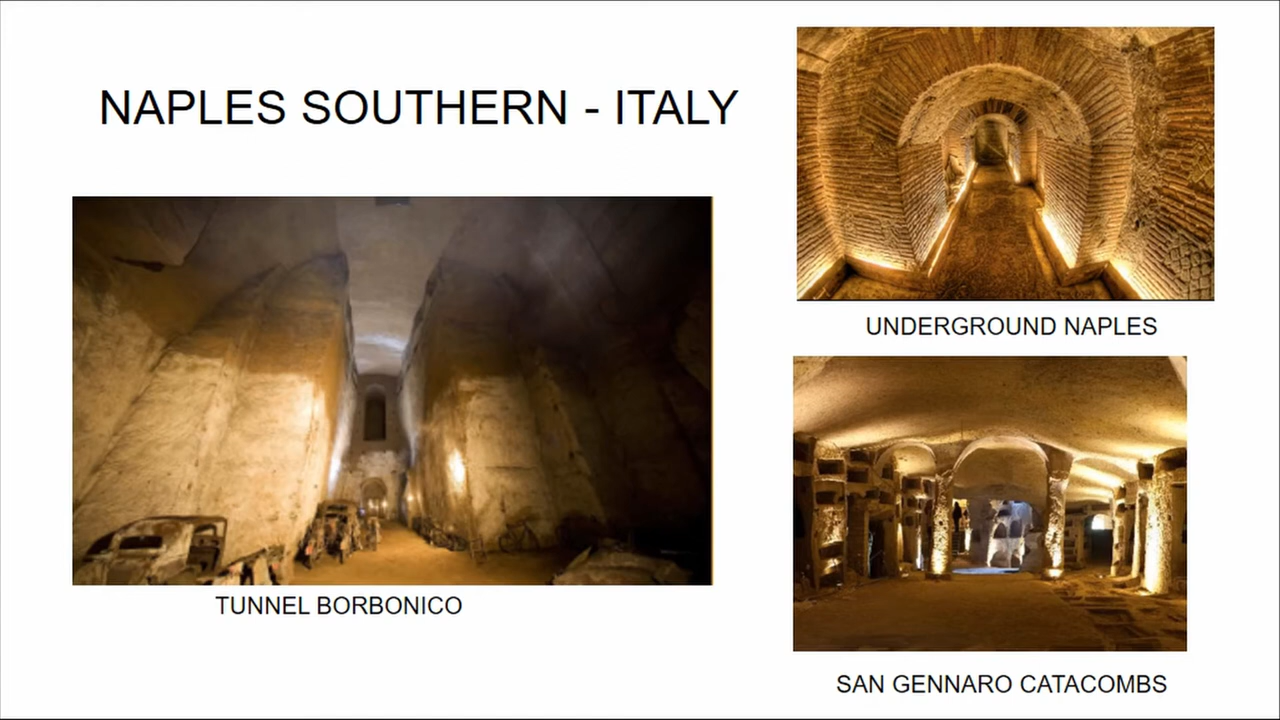 NAPLES SOUTHERN - ITALY
UNDERGROUND NAPLES
TUNNEL BORBONICO
SAN GENNARO CATACOMBS